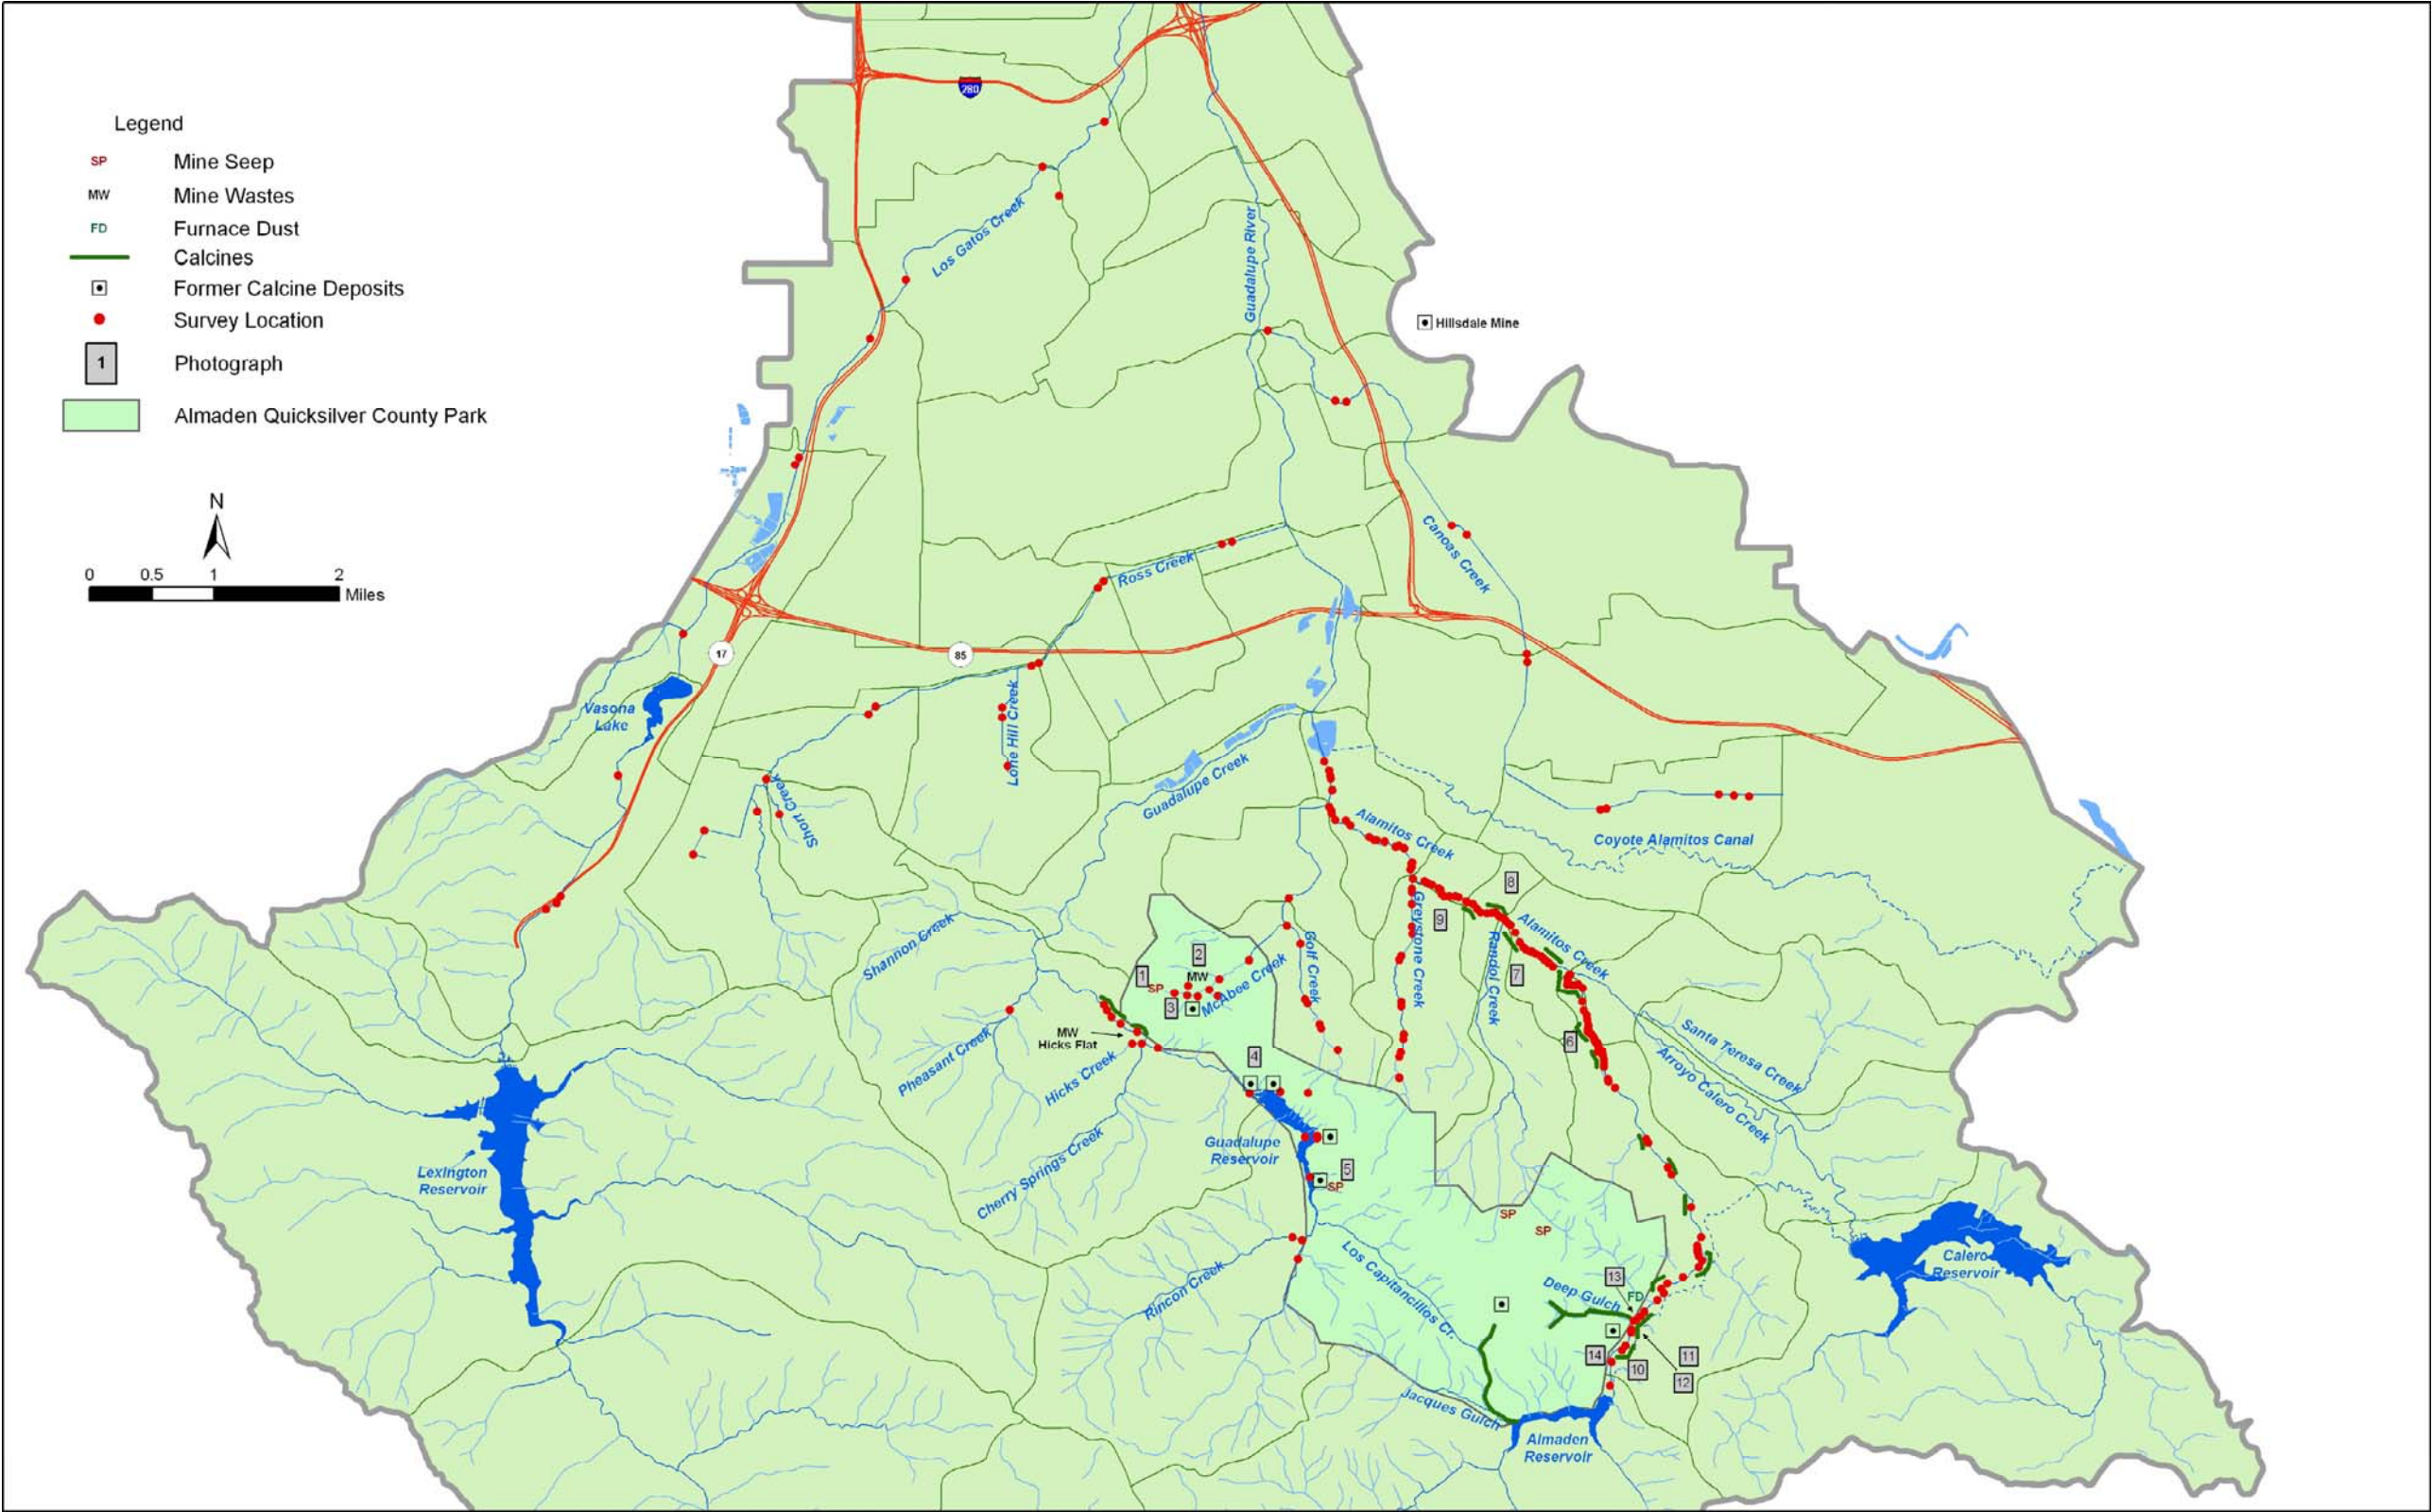 280
Legend
SP Mine Seep
MW Mine Wastes
FD Furnace Dust
Calcines
Former Calcine Deposits
Survey Location
1 Photograph
Almaden Quicksilver County Park
N
0 0.5 1 2
Miles
Los Gatos Creek
Guadalupe River
Hillsdale Mine
Canoas Creek
Ross Creek
17
85
Vasona
Lake
Lone Hill Creek
Short Creek
Guadalupe Creek
Alamitos Creek
Coyote Alamitos Canal
8
9
Greystone Creek
Randol Creek
Alamitos Creek
7
Shannon Creek
Golf Creek
2
1
MW
SP
3
McAbee Creek
MW
Hicks Flat
Pheasant Creek
Hicks Creek
4
6
Santa Teresa Creek
Arroyo Calero Creek
Cherry Springs Creek
Guadalupe
Reservoir
5
SP
Lexington
Reservoir
SP
SP
Calero
Reservoir
Rincon Creek
Los Capitancillos Cr.
13
Deep Gulch
FD
14
10
11
12
Jacques Gulch
Almaden
Reservoir